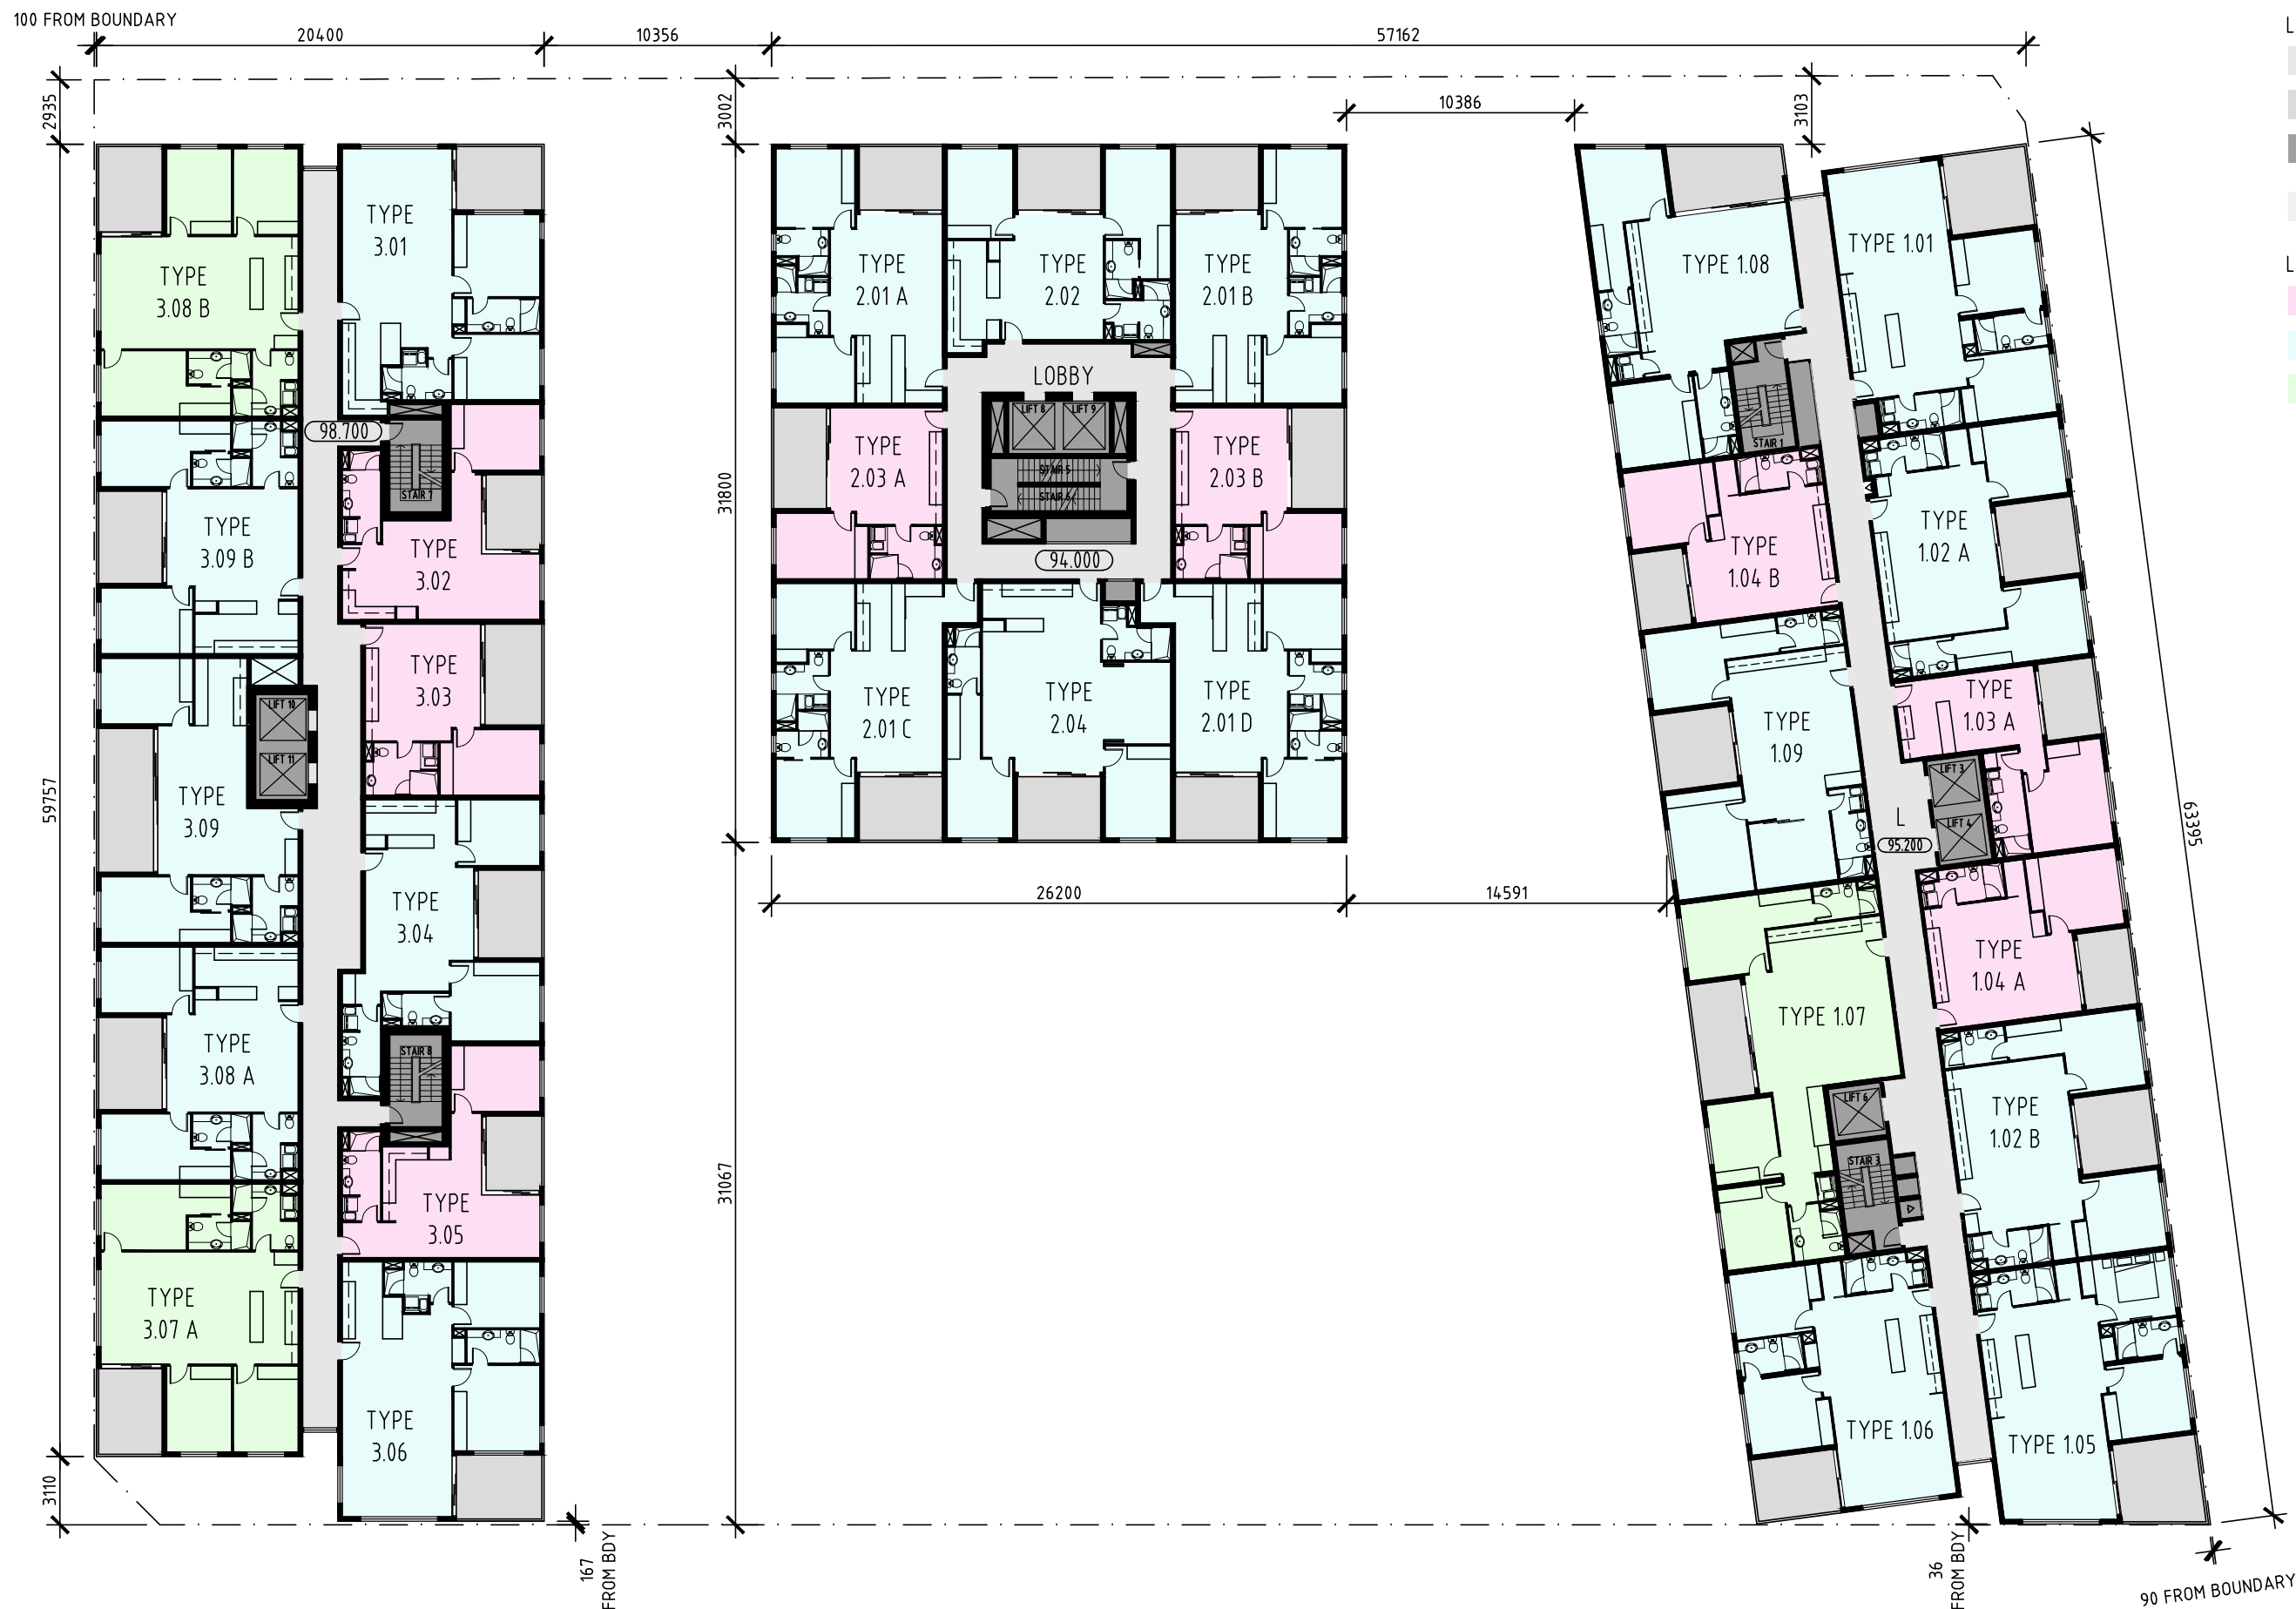 100 FROM BOUNDARY
20400
10356
57162
2935
3002
10386
3103
L
L
TYPE
3.08 B
TYPE
3.01
98.700
STAIR 7
TYPE
3.09 B
TYPE
3.02
TYPE
3.03
LIFT 10
LIFT 11
TYPE
3.09
TYPE
3.04
TYPE
3.08 A
STAIR 8
TYPE
3.05
TYPE
3.07 A
TYPE
3.06
59757
3110
167
FROM BDY
31800
31067
TYPE
2.01 A
TYPE
2.02
TYPE
2.01 B
LOBBY
LIFT 8
LIFT 9
TYPE
2.03 A
STAIR 5
STAIR 6
TYPE
2.03 B
94.000
TYPE
2.01 C
TYPE
2.04
TYPE
2.01 D
26200
14591
TYPE 1.08
TYPE 1.01
STAIR 1
TYPE
1.04 B
TYPE
1.02 A
TYPE
1.03 A
TYPE
1.09
LIFT 3
LIFT 4
L
95.200
63395
TYPE
1.04 A
TYPE 1.07
LIFT 6
STAIR 3
TYPE
1.02 B
TYPE 1.06
TYPE 1.05
36
FROM BDY
90 FROM BOUNDARY